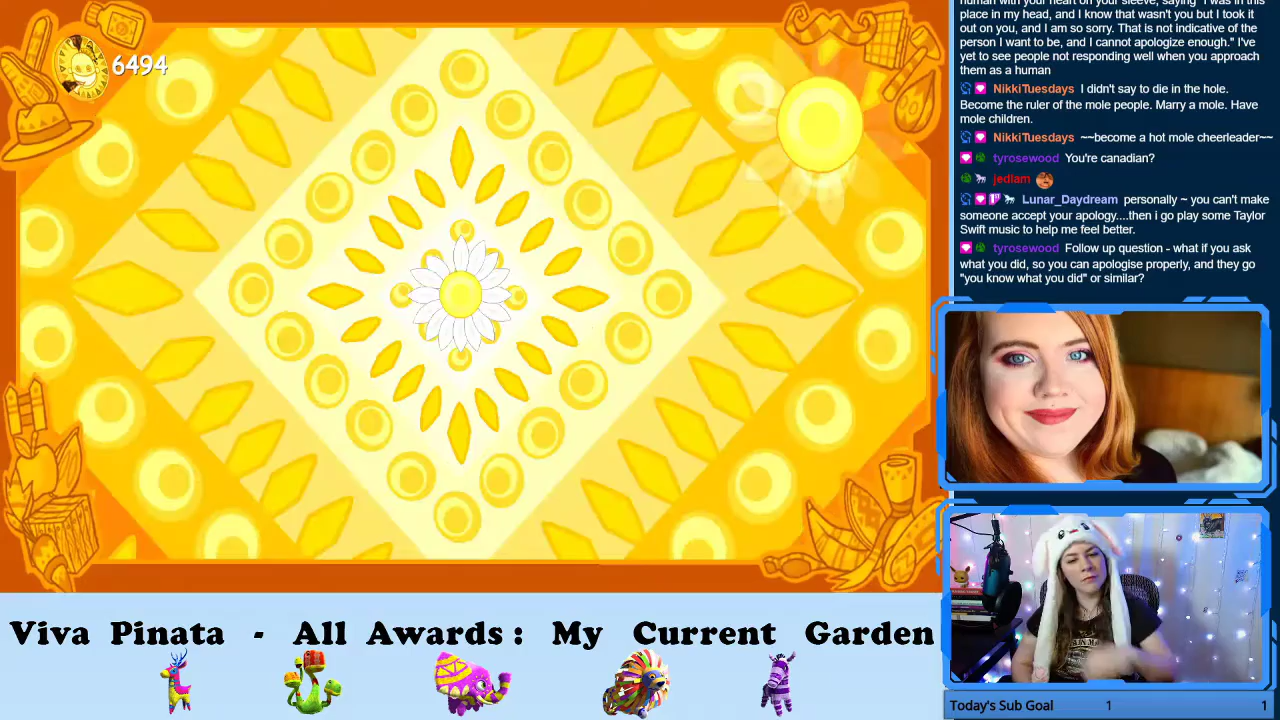 6494
human with your heart on your sleeve, saying "I was in this
place in my head, and I know that wasn't you but I took it
out on you, and I am so sorry. That is not indicative of the
person I want to be, and I cannot apologize enough." I've
yet to see people not responding well when you approach
them as a human
NikkiTuesdays I didn't say to die in the hole.
Become the ruler of the mole people. Marry a mole. Have
mole children.
NikkiTuesdays ~~become a hot mole cheerleader~~
tyrosewood You're canadian?
jedlam
Lunar_Daydream personally ~ you can't make
someone accept your apology....then i go play some Taylor
Swift music to help me feel better.
tyrosewood Follow up question - what if you ask
what you did, so you can apologise properly, and they go
"you know what you did" or similar?
Viva Pinata - All Awards: My Current Garden
Today's Sub Goal 1 1